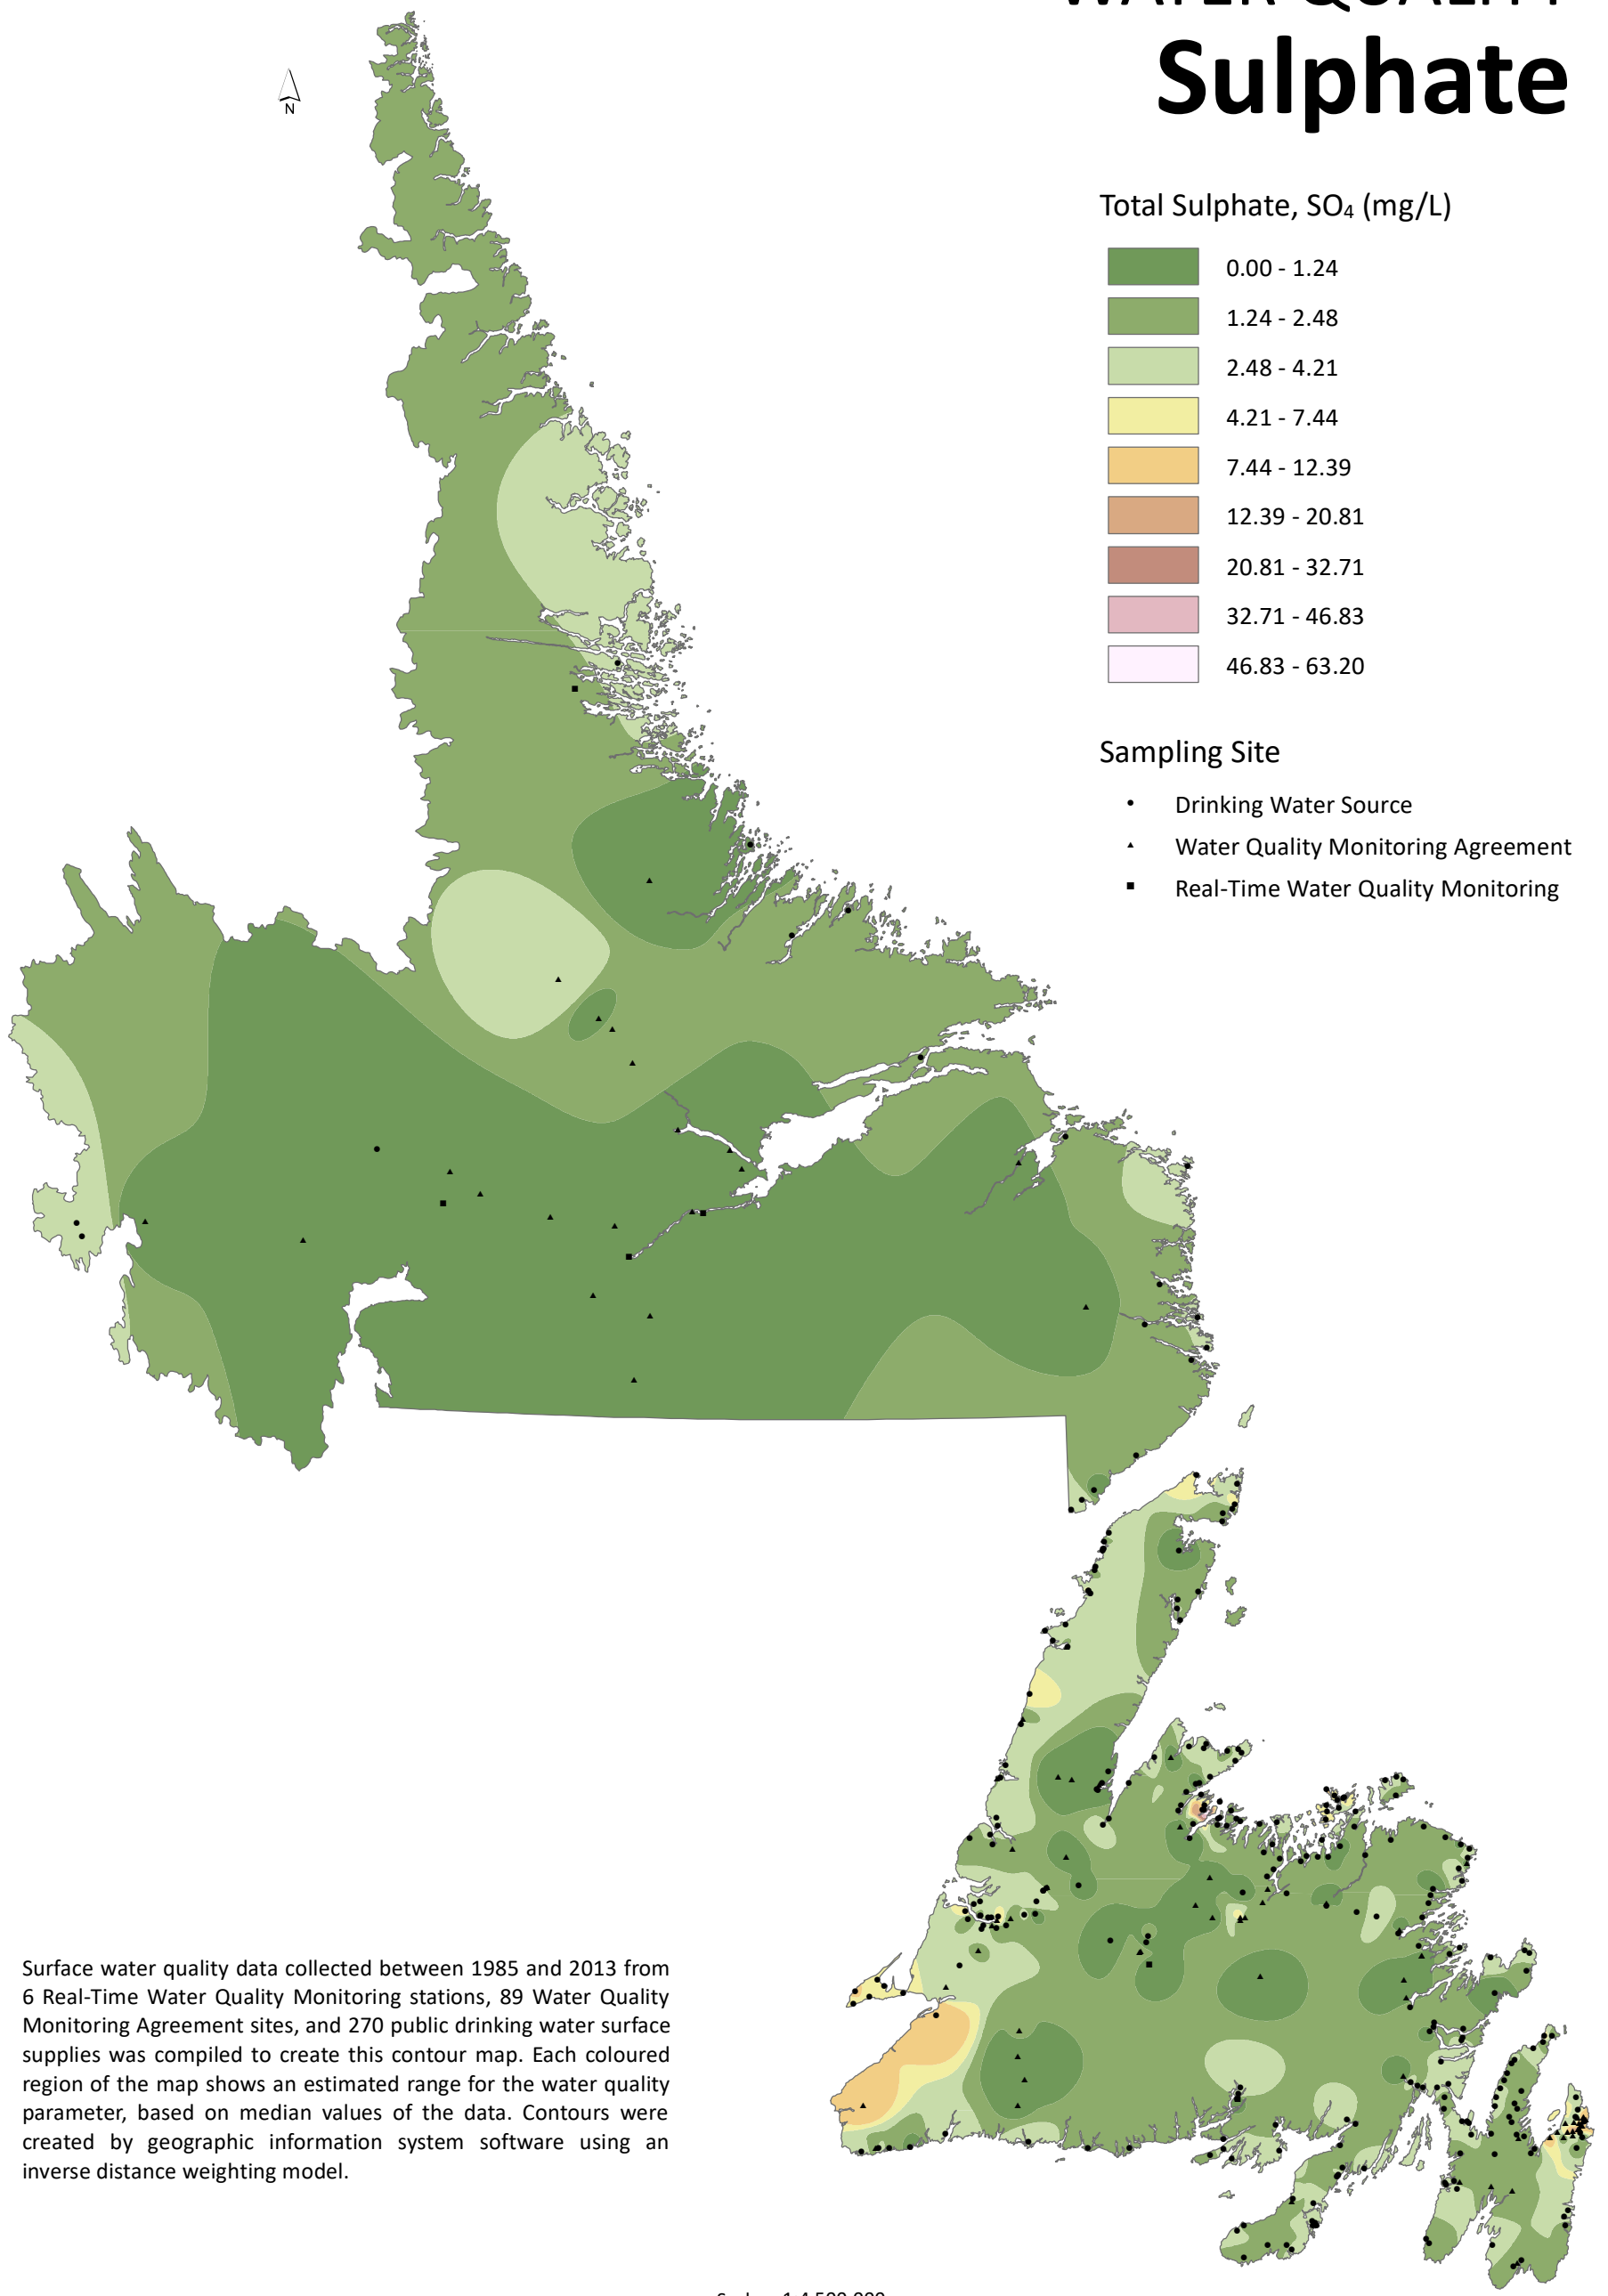 WATER QUALITY
Sulphate
N
Total Sulphate, SO₄ (mg/L)
0.00 - 1.24
1.24 - 2.48
2.48 - 4.21
4.21 - 7.44
7.44 - 12.39
12.39 - 20.81
20.81 - 32.71
32.71 - 46.83
46.83 - 63.20
Sampling Site
Drinking Water Source
Water Quality Monitoring Agreement
Real-Time Water Quality Monitoring
Surface water quality data collected between 1985 and 2013 from
6 Real-Time Water Quality Monitoring stations, 89 Water Quality
Monitoring Agreement sites, and 270 public drinking water surface
supplies was compiled to create this contour map. Each coloured
region of the map shows an estimated range for the water quality
parameter, based on median values of the data. Contours were
created by geographic information system software using an
inverse distance weighting model.